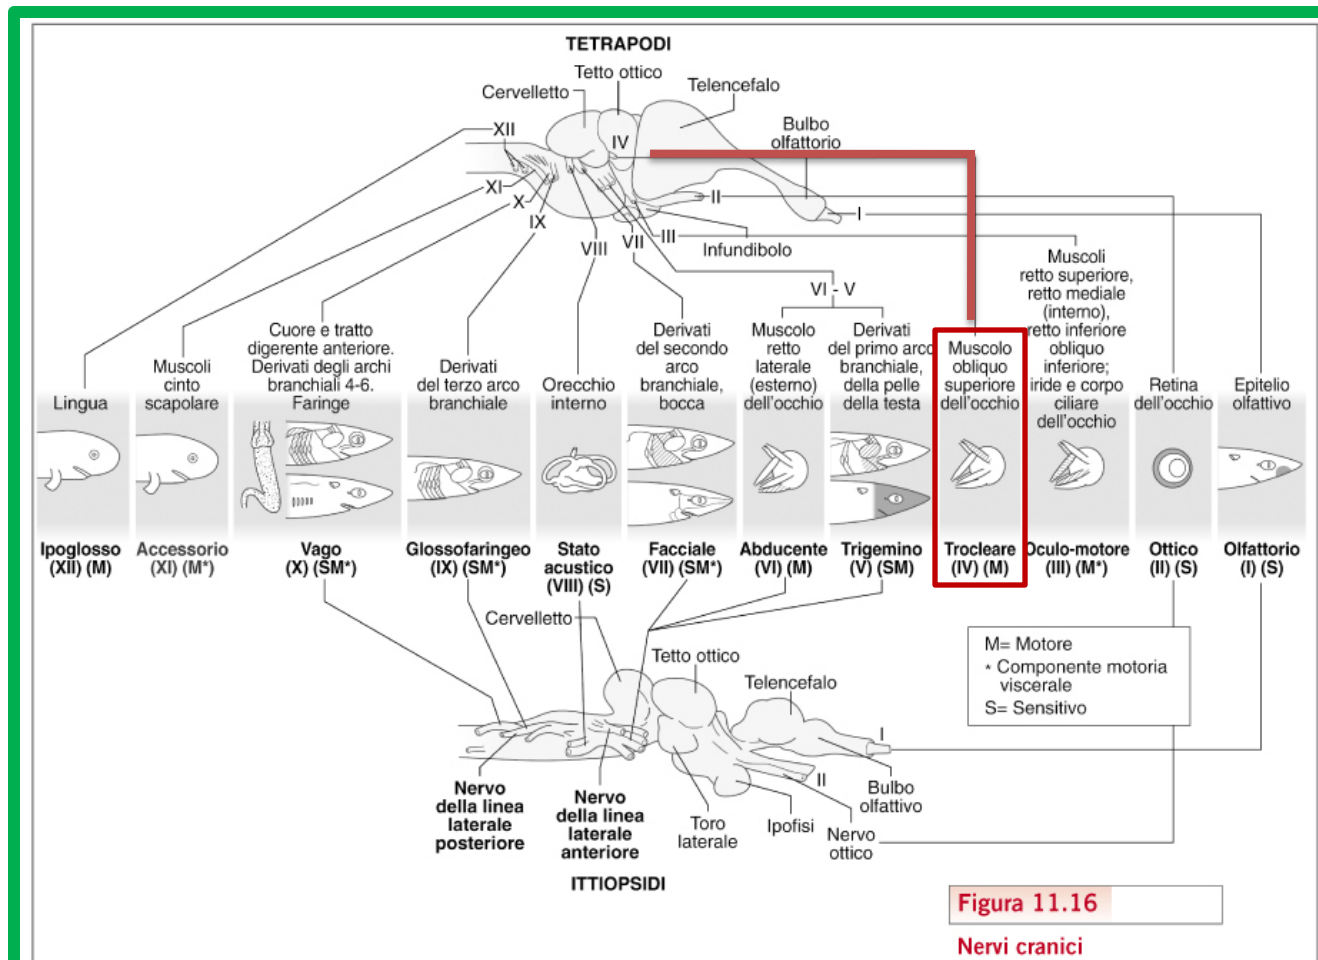 TETRAPODI
Tetto ottico
Cervelletto
Telencefalo
Bulbo
olfattorio
XII
IV
XI
X
IX
VIII
VII
III
II
I
Infundibolo
VI - V
Lingua
Muscoli
cinto
scapolare
Cuore e tratto
digerente anteriore.
Derivati degli archi
branchiali 4-6.
Faringe
Derivati
del terzo arco
branchiale
Orecchio
interno
Derivati
del secondo
arco
branchiale,
bocca
Muscolo
retto
laterale
(esterno)
dell'occhio
Derivati
del primo arco
branchiale,
della pelle
della testa
Muscolo
obliquo
superiore
dell'occhio
Muscoli
retto superiore,
retto mediale
(interno),
retto inferiore
obliquo
inferiore;
iride e corpo
ciliare
dell'occhio
Retina
dell'occhio
Epitelio
olfattivo
Ipoglosso
(XII) (M)
Accessorio
(XI) (M*)
Vago
(X) (SM*)
Glossofaringeo
(IX) (SM*)
Stato
acustico
(VIII) (S)
Facciale
(VII) (SM*)
Abducente
(VI) (M)
Trigemino
(V) (SM)
Trocleare
(IV) (M)
Oculo-motore
(III) (M*)
Ottico
(II) (S)
Olfattorio
(I) (S)
Cervelletto
Tetto ottico
Telencefalo
M= Motore
* Componente motoria
viscerale
S= Sensitivo
I
II
Bulbo
olfattivo
Nervo
della linea
laterale
posteriore
Nervo
della linea
laterale
anteriore
Toro
laterale
Ipofisi
Nervo
ottico
ITTIOPSIDI
Figura 11.16
Nervi cranici